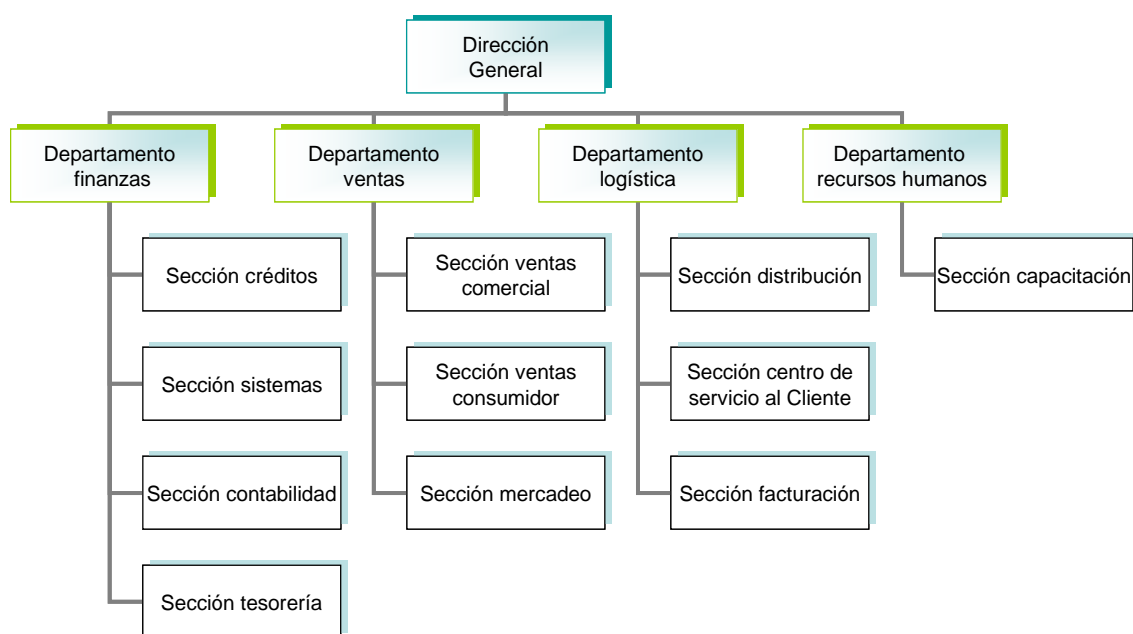 Dirección
General
Departamento
finanzas
Departamento
ventas
Departamento
logística
Departamento
recursos humanos
Sección créditos
Sección ventas
comercial
Sección distribución
Sección capacitación
Sección sistemas
Sección ventas
consumidor
Sección centro de
servicio al Cliente
Sección contabilidad
Sección mercadeo
Sección facturación
Sección tesorería